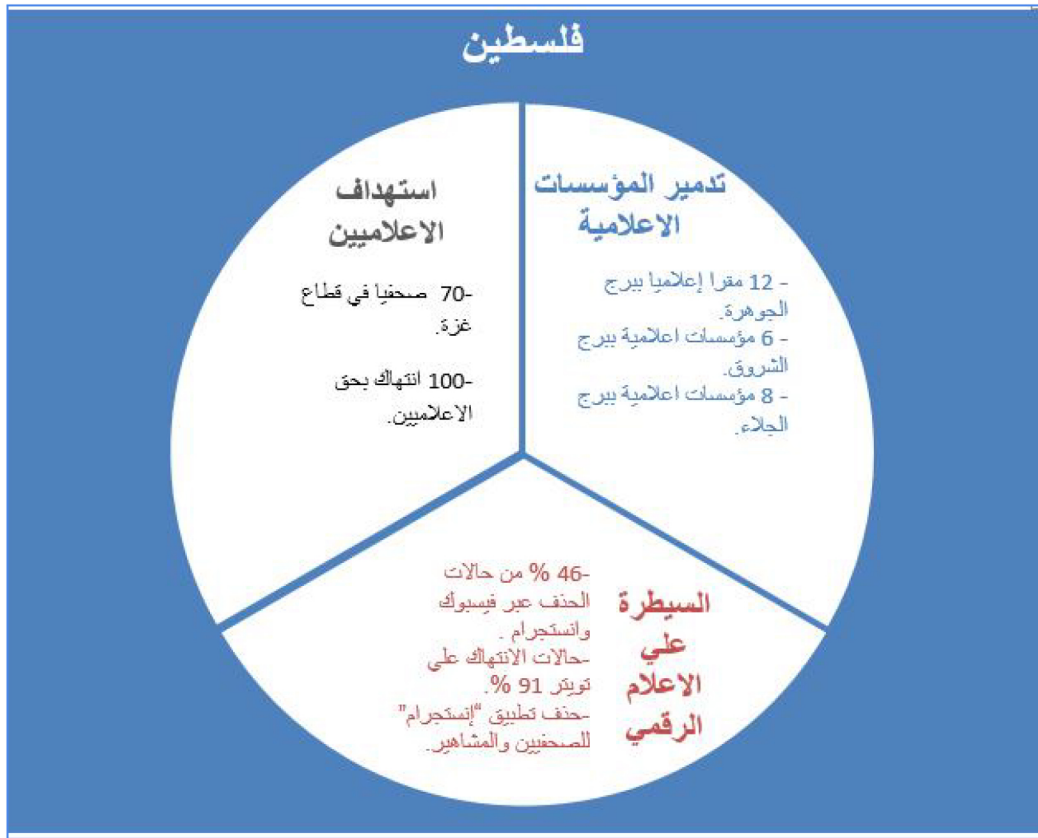 فلسطين
تدمير المؤسسات
الاعلامية
- 12 مقرا إعلاميا ببرج
الجوهرة.
- 6 مؤسسات اعلامية ببرج
الشروق.
- 8 مؤسسات اعلامية ببرج
الجلاء.
استهداف
الاعلاميين
-70 صحفيا في قطاع
غزة.
-100 انتهاك بحق
الاعلاميين.
السيطرة
علي
الاعلام
الرقمي
-46 % من حالات
الحذف عبر فيسبوك
وانستجرام .
-حالات الانتهاك علي
تويتر 91 %.
-حذف تطبيق “إنستجرام”
للصحفيين والمشاهير.